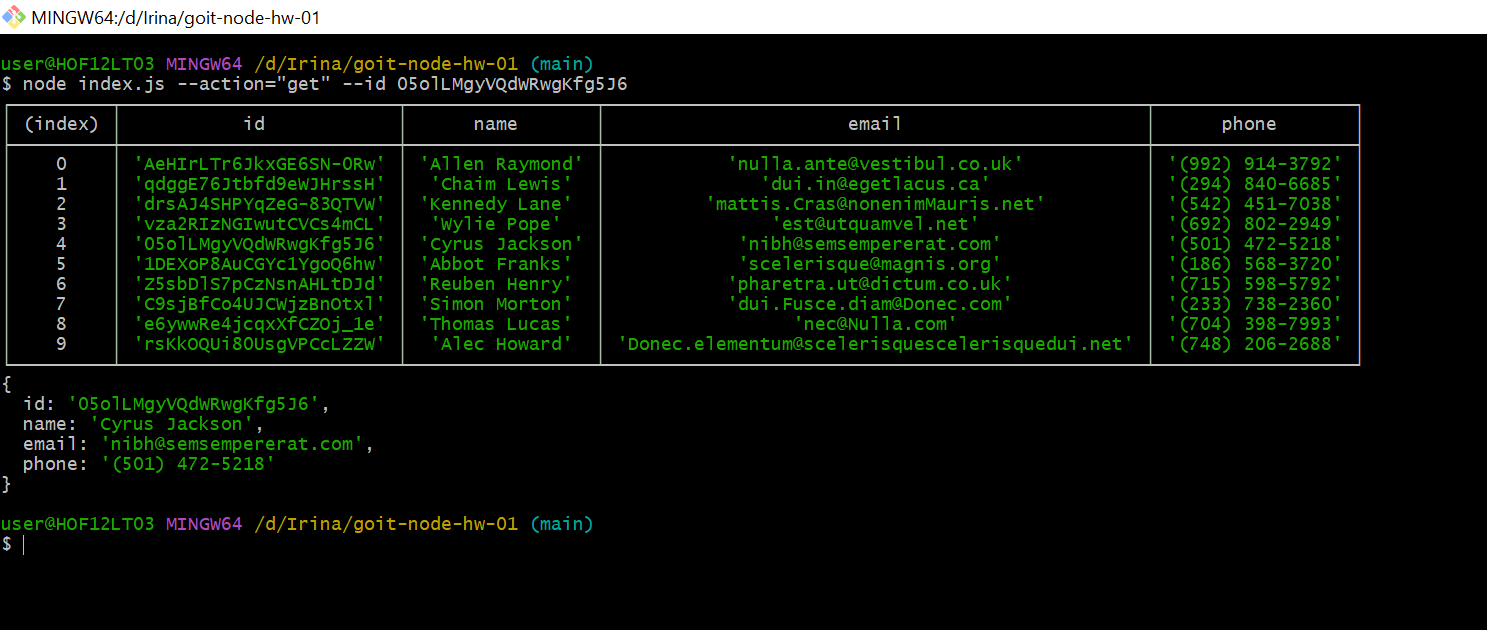 MINGW64:/d/Irina/goit-node-hw-01
user@HOF12LT03 MINGW64 /d/Irina/goit-node-hw-01 (main)
$ node index.js --action="get" --id 05olLMgyVQdWRwgKfg5J6
(index) id name email phone
0 'AeHIrLTr6JkxGE6SN-0Rw' 'Allen Raymond' 'nulla.ante@vestibul.co.uk' '(992) 914-3792'
1 'qdggE76Jtbfd9eWJHrssH' 'Chaim Lewis' 'dui.in@egetlacus.ca' '(294) 840-6685'
2 'drsAJ4SHPYqZeG-83QTVW' 'Kennedy Lane' 'mattis.Cras@nonenimMauris.net' '(542) 451-7038'
3 'vza2RIzNGIwutCVCs4mCL' 'Wylie Pope' 'est@utquamvel.net' '(692) 802-2949'
4 '05olLMgyVQdWRwgKfg5J6' 'Cyrus Jackson' 'nibh@semsempererat.com' '(501) 472-5218'
5 '1DEXoP8AuCGYc1YgoQ6hw' 'Abbot Franks' 'scelerisque@magnis.org' '(186) 568-3720'
6 'Z5sbDlS7pCzNsnAHLtDJd' 'Reuben Henry' 'pharetra.ut@dictum.co.uk' '(715) 598-5792'
7 'C9sjBfCo4UJCWjzBnOtxl' 'Simon Morton' 'dui.Fusce.diam@Donec.com' '(233) 738-2360'
8 'e6ywwRe4jcqxXfCZOj_1e' 'Thomas Lucas' 'nec@Nulla.com' '(704) 398-7993'
9 'rsKkOQUi80UsgVPCcLZZW' 'Alec Howard' 'Donec.elementum@scelerisquescelerisquedui.net' '(748) 206-2688'
{
id: '05olLMgyVQdWRwgKfg5J6',
name: 'Cyrus Jackson',
email: 'nibh@semsempererat.com',
phone: '(501) 472-5218'
}
user@HOF12LT03 MINGW64 /d/Irina/goit-node-hw-01 (main)
$